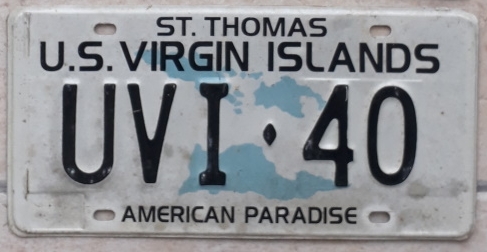 ST. THOMAS
U.S. VIRGIN ISLANDS
UVI♦40
AMERICAN PARADISE